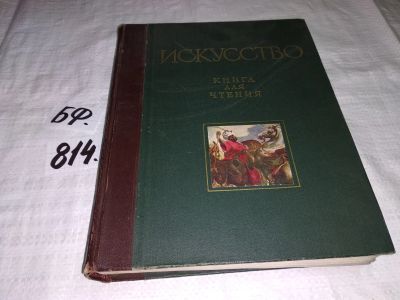 ИСКУССТВО
КНИГА
ДЛЯ
ЧТЕНИЯ
БФ.
814.